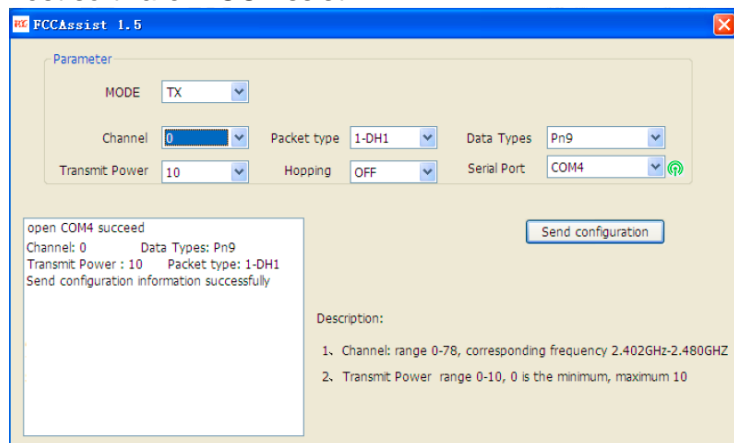 FCC FCCAssist 1.5
Parameter
MODE TX
Channel 0 Packet type 1-DH1 Data Types Pn9
Transmit Power 10 Hopping OFF Serial Port COM4
open COM4 succeed
Channel: 0 Data Types: Pn9
Transmit Power : 10 Packet type: 1-DH1
Send configuration information successfully
Send configuration
Description:
1、 Channel: range 0-78, corresponding frequency 2.402GHz-2.480GHZ
2、 Transmit Power range 0-10, 0 is the minimum, maximum 10